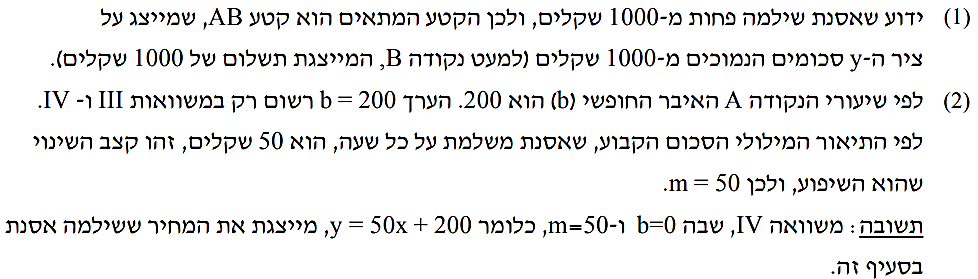 (1) ידוע שאסנת שילמה פחות מ-1000 שקלים, ולכן הקטע המתאים הוא קטע AB, שמייצג על
ציר ה-y סכומים הנמוכים מ-1000 שקלים (למעט נקודה B, המייצגת תשלום של 1000 שקלים).
(2) לפי שיעורי הנקודה A האיבר החופשי (b) הוא 200. הערך b = 200 רשום רק במשוואות III ו- IV.
לפי התיאור המילולי הסכום הקבוע, שאסנת משלמת על כל שעה, הוא 50 שקלים, זהו קצב השינוי
שהוא השיפוע, ולכן m = 50.
תשובה: משוואה IV, שבה b=0 ו-m=50, כלומר y = 50x + 200, מייצגת את המחיר ששילמה אסנת
בסעיף זה.